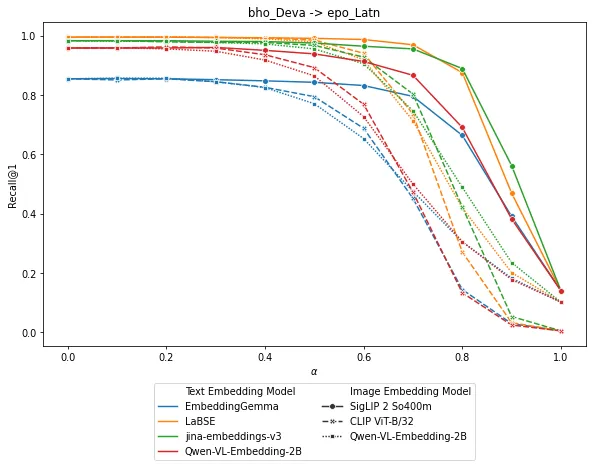 bho_Deva -> epo_Latn
Recall@1
1.0
0.8
0.6
0.4
0.2
0.0
0.0 0.2 0.4 0.6 0.8 1.0
α
Text Embedding Model
EmbeddingGemma
LaBSE
jina-embeddings-v3
Qwen-VL-Embedding-2B
Image Embedding Model
SigLIP 2 So400m
CLIP ViT-B/32
Qwen-VL-Embedding-2B